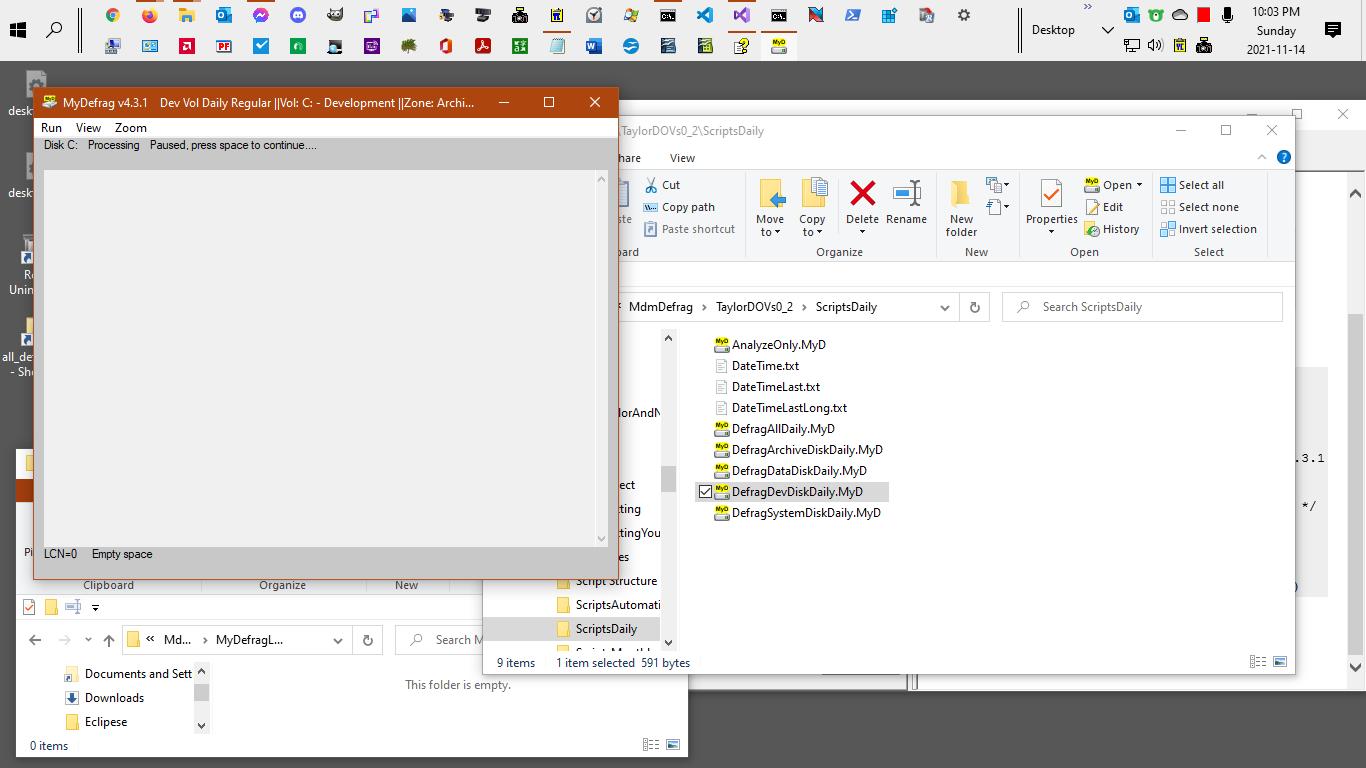 10:03 PM
Desktop
Sunday
2021-11-14
MyDefrag v4.3.1 Dev Vol Daily Regular ||Vol: C: - Development ||Zone: Archi...
Run View Zoom
Disk C: Processing Paused, press space to continue....
LCN=0 Empty space
desk
desk
Unin
all_de
- Sh
\TaylorDOVs0_2\ScriptsDaily
hare View
Cut
Copy path
Paste shortcut
ste
Move to
Copy to
Delete
Rename
New folder
Properties
Open
Edit
History
Select all
Select none
Invert selection
oard
Organize
New
Open
Select
MdmDefrag
TaylorDOVs0_2
ScriptsDaily
Search ScriptsDaily
AnalyzeOnly.MyD
DateTime.txt
DateTimeLast.txt
DateTimeLastLong.txt
DefragAllDaily.MyD
DefragArchiveDiskDaily.MyD
DefragDataDiskDaily.MyD
DefragDevDiskDaily.MyD
DefragSystemDiskDaily.MyD
lorAndN
ect
ting
ttingYou
es
Script Structure
ScriptsAutomati
ScriptsDaily
9 items 1 item selected 591 bytes
.3.1
*/
)
Pi
Clipboard Organize New
« Md... MyDefragL...
Search M
Documents and Sett
Downloads
Eclipese
This folder is empty.
0 items